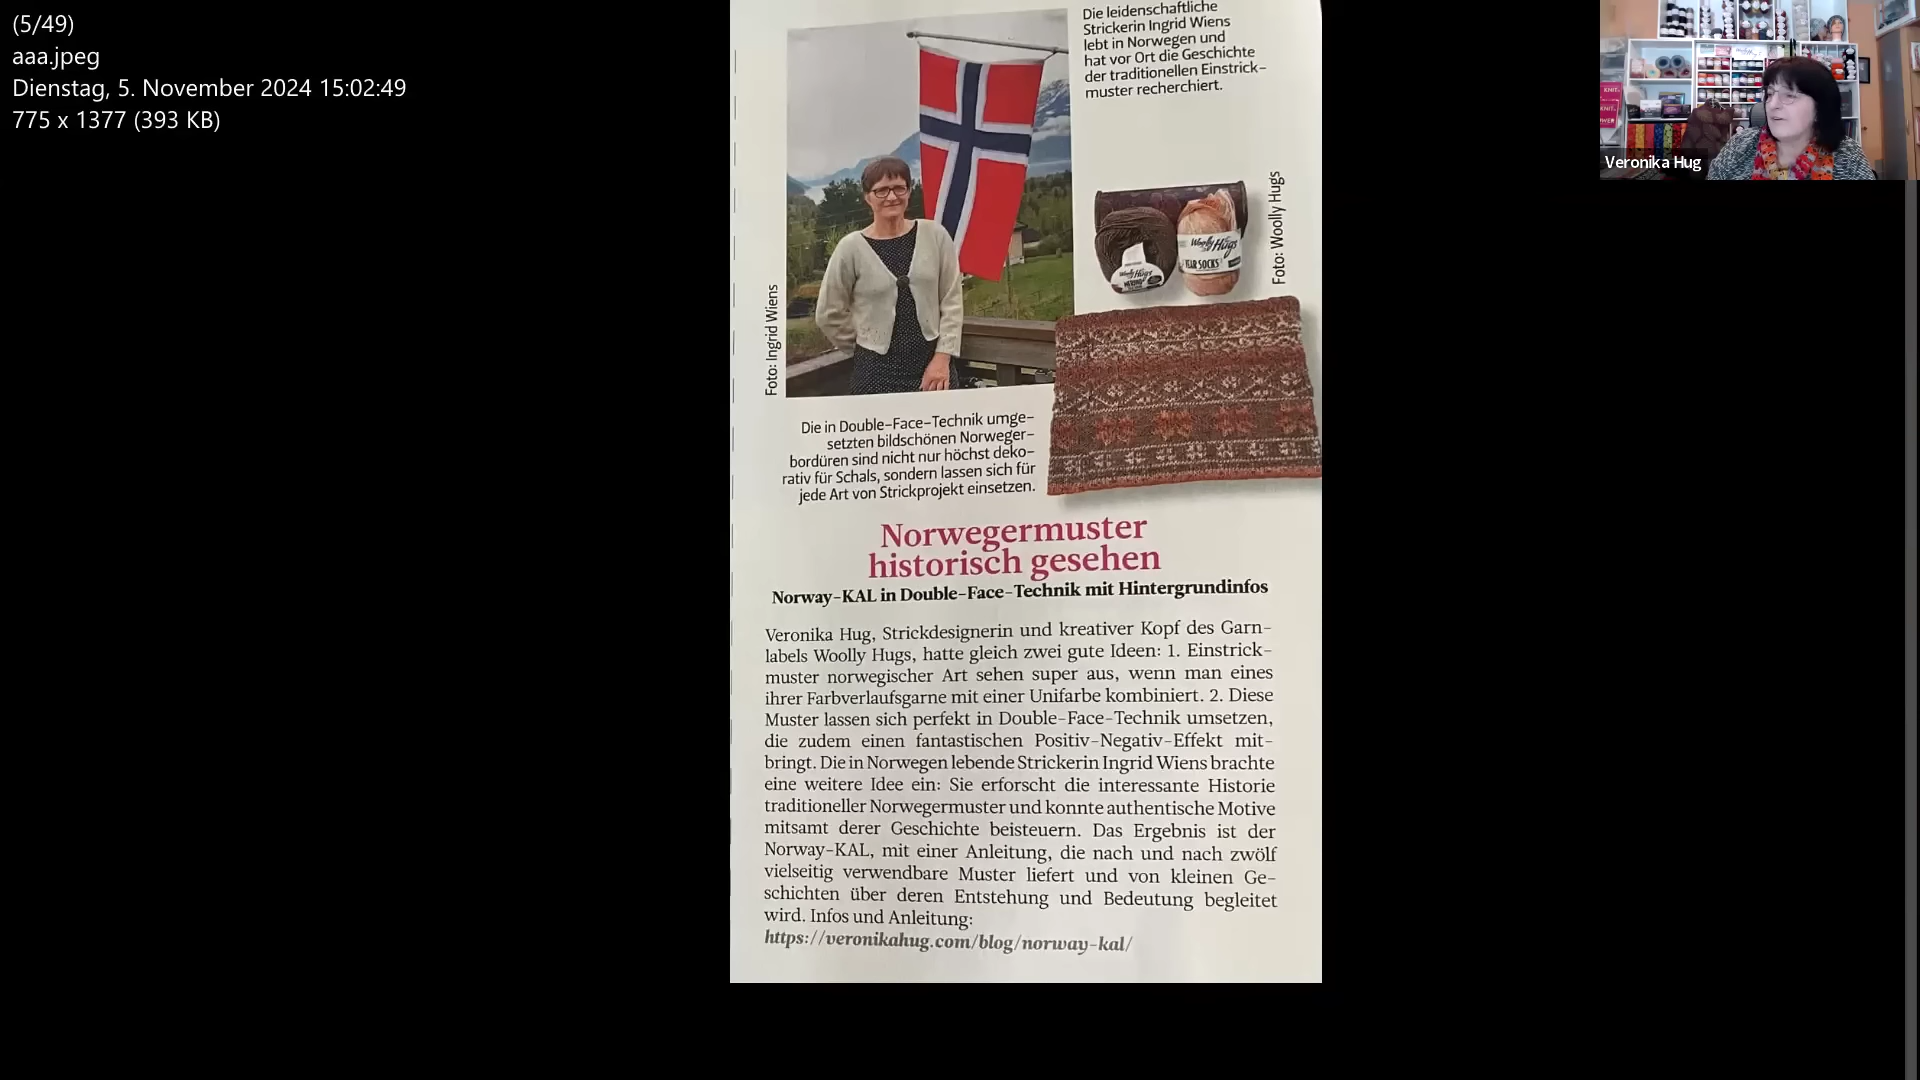 (5/49)
aaa.jpeg
Dienstag, 5. November 2024 15:02:49
775 x 1377 (393 KB)
Veronika Hug
Die leidenschaftliche
Strickerin Ingrid Wiens
lebt in Norwegen und
hat vor Ort die Geschichte
der traditionellen Einstrick-
muster recherchiert.
Foto: Woolly Hugs
Woolly Hugs
Woolly Hugs
YEAR SOCKS
Foto: Ingrid Wiens
Die in Double-Face-Technik umge-
setzten bildschönen Norweger-
bordüren sind nicht nur höchst deko-
rativ für Schals, sondern lassen sich für
jede Art von Strickprojekt einsetzen.
Norwegermuster
historisch gesehen
Norway-KAL in Double-Face-Technik mit Hintergrundinfos
Veronika Hug, Strickdesignerin und kreativer Kopf des Garn-
labels Woolly Hugs, hatte gleich zwei gute Ideen: 1. Einstrick-
muster norwegischer Art sehen super aus, wenn man eines
ihrer Farbverlaufsgarne mit einer Unifarbe kombiniert. 2. Diese
Muster lassen sich perfekt in Double-Face-Technik umsetzen,
die zudem einen fantastischen Positiv-Negativ-Effekt mit-
bringt. Die in Norwegen lebende Strickerin Ingrid Wiens brachte
eine weitere Idee ein: Sie erforscht die interessante Historie
traditioneller Norwegermuster und konnte authentische Motive
mitsamt derer Geschichte beisteuern. Das Ergebnis ist der
Norway-KAL, mit einer Anleitung, die nach und nach zwölf
vielseitig verwendbare Muster liefert und von kleinen Ge-
schichten über deren Entstehung und Bedeutung begleitet
wird. Infos und Anleitung:
https://veronikahug.com/blog/norway-kal/